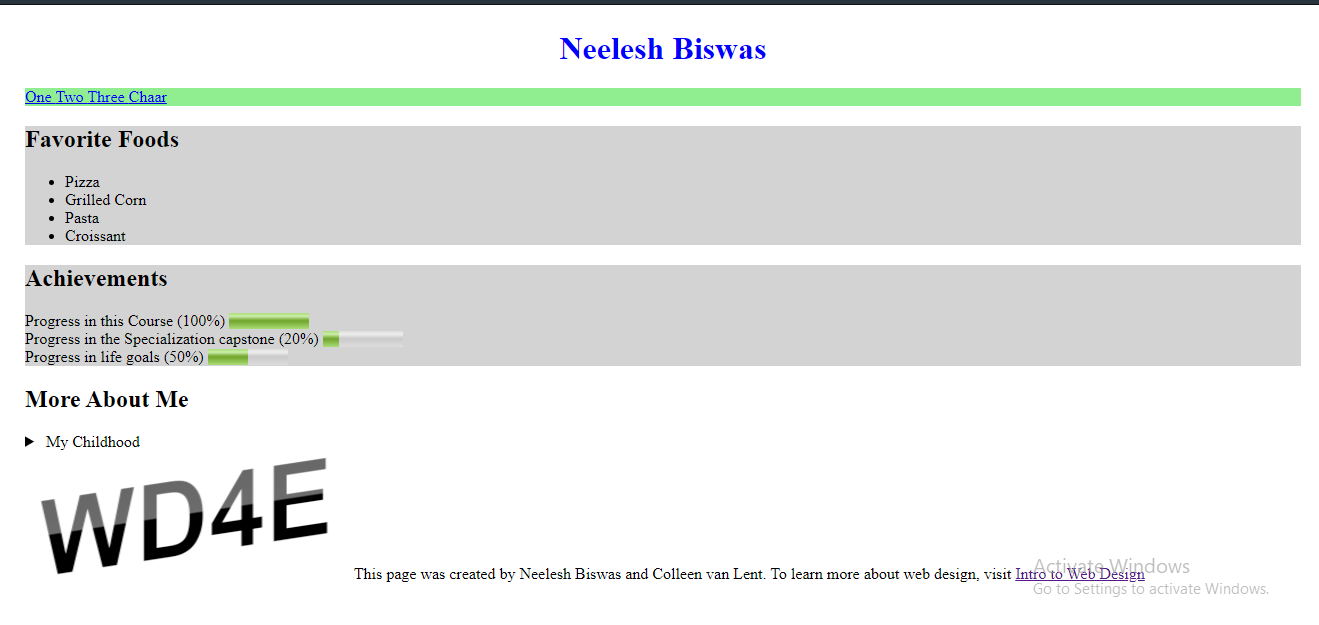 Neelesh Biswas
One Two Three Chaar
Favorite Foods
Pizza
Grilled Corn
Pasta
Croissant
Achievements
Progress in this Course (100%)
Progress in the Specialization capstone (20%)
Progress in life goals (50%)
More About Me
My Childhood
WD4E
This page was created by Neelesh Biswas and Colleen van Lent. To learn more about web design, visit Intro to Web Design
Activate Windows
Go to Settings to activate Windows.